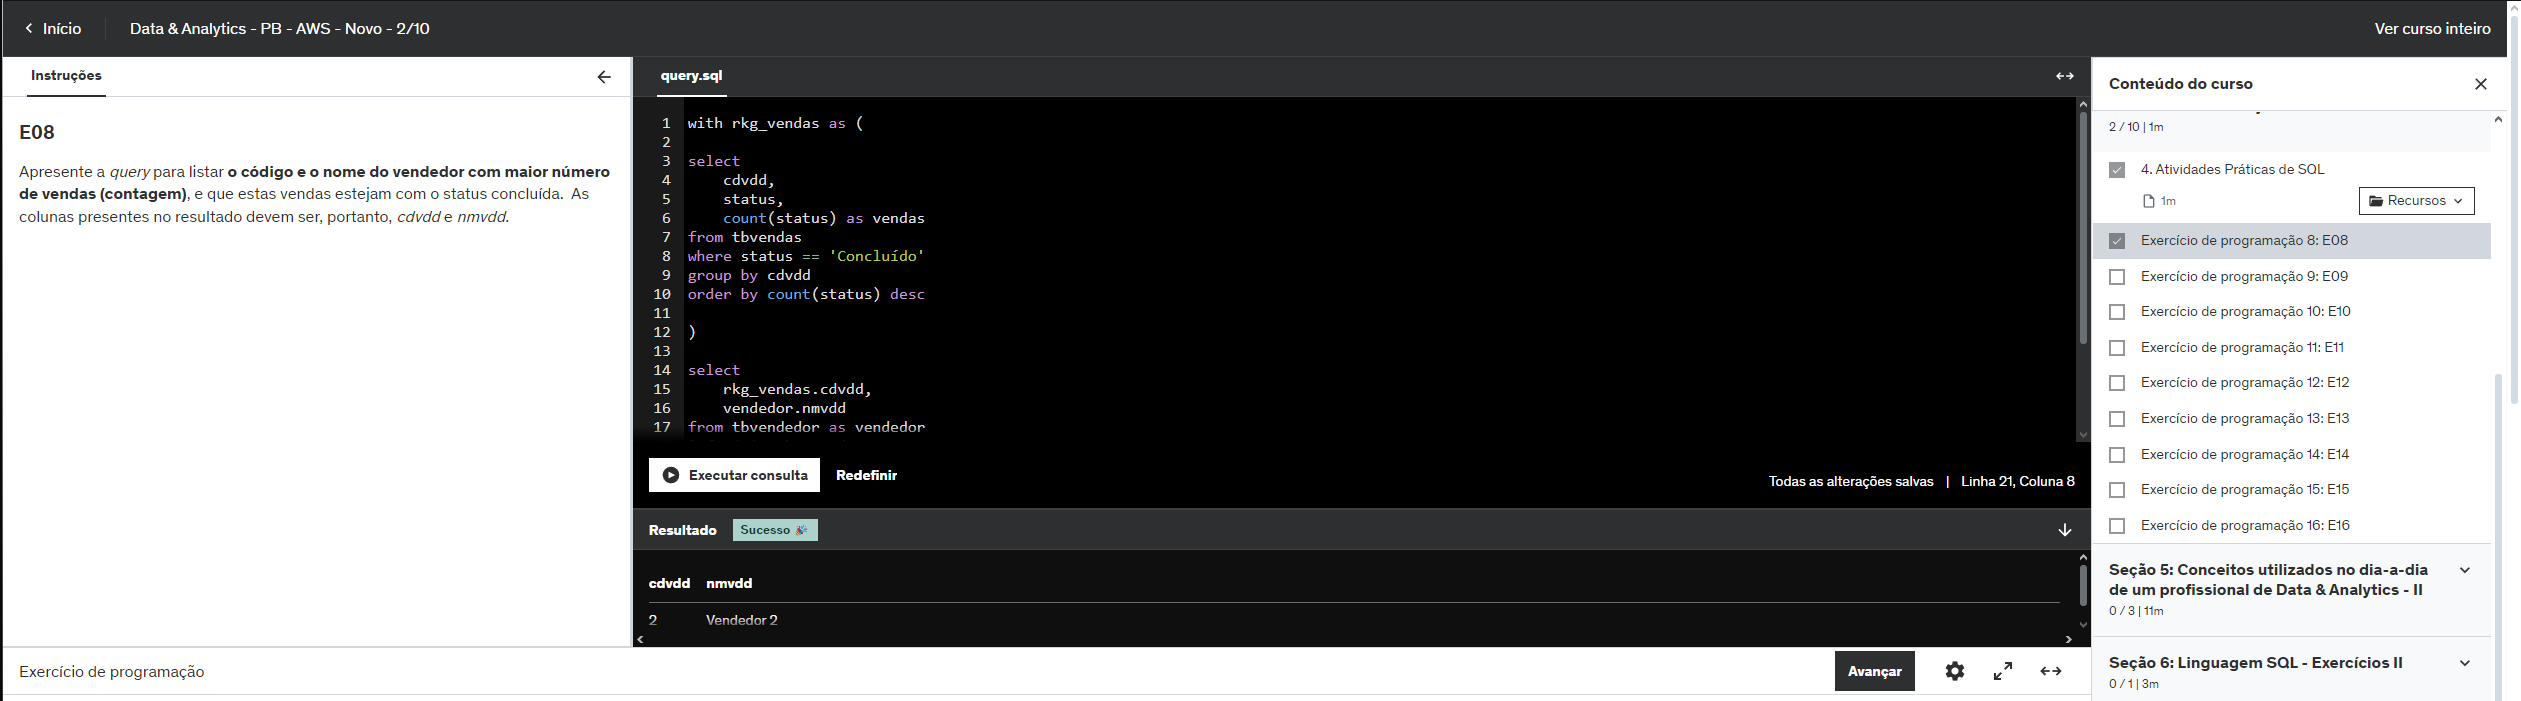 Início
Data & Analytics - PB - AWS - Novo - 2/10
Ver curso inteiro
Instruções
E08
Apresente a query para listar o código e o nome do vendedor com maior número
de vendas (contagem), e que estas vendas estejam com o status concluída. As
colunas presentes no resultado devem ser, portanto, cdvdd e nmvdd.
query.sql
1 with rkg_vendas as (
2
3 select
4     cdvdd,
5     status,
6     count(status) as vendas
7 from tbvendas
8 where status == 'Concluído'
9 group by cdvdd
10 order by count(status) desc
11
12 )
13
14 select
15     rkg_vendas.cdvdd,
16     vendedor.nmvdd
17 from tbvendedor as vendedor
Executar consulta
Redefinir
Todas as alterações salvas | Linha 21, Coluna 8
Resultado
Sucesso 🎉
cdvdd nmvdd
2 Vendedor 2
Exercício de programação
Avançar
Conteúdo do curso
2 / 10 | 1m
4. Atividades Práticas de SQL
1m
Recursos
Exercício de programação 8: E08
Exercício de programação 9: E09
Exercício de programação 10: E10
Exercício de programação 11: E11
Exercício de programação 12: E12
Exercício de programação 13: E13
Exercício de programação 14: E14
Exercício de programação 15: E15
Exercício de programação 16: E16
Seção 5: Conceitos utilizados no dia-a-dia
de um profissional de Data & Analytics - II
0 / 3 | 11m
Seção 6: Linguagem SQL - Exercícios II
0 / 1 | 3m